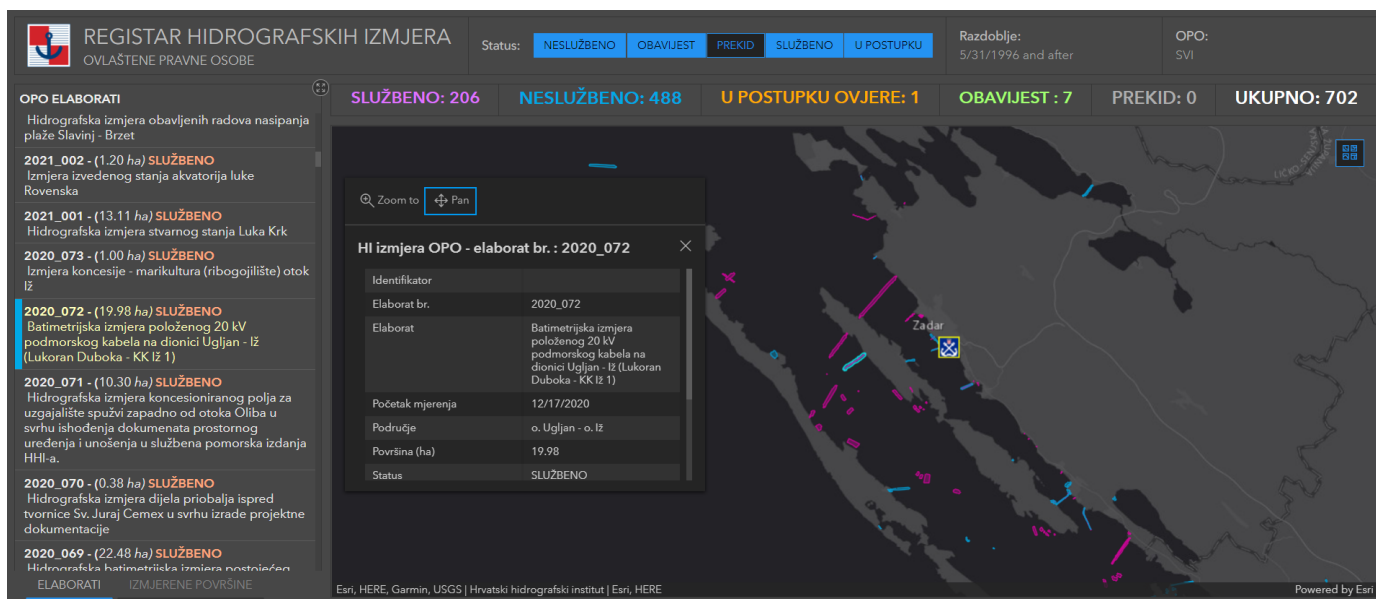 REGISTAR HIDROGRAFSKIH IZMJERA
OVLAŠTENE PRAVNE OSOBE
Status:
NESLUŽBENO
OBAVIJEST
PREKID
SLUŽBENO
U POSTUPKU
Razdoblje:
5/31/1996 and after
OPO:
SVI
OPO ELABORATI
Hidrografska izmjera obavljenih radova nasipanja
plaže Slavinj - Brzet
2021_002 - (1.20 ha) SLUŽBENO
Izmjera izvedenog stanja akvatorija luke
Rovenska
2021_001 - (13.11 ha) SLUŽBENO
Hidrografska izmjera stvarnog stanja Luka Krk
2020_073 - (1.00 ha) SLUŽBENO
Izmjera koncesije - marikultura (ribogojilište) otok
Iž
2020_072 - (19.98 ha) SLUŽBENO
Batimetrijska izmjera položenog 20 kV
podmorskog kabela na dionici Ugljan - Iž
(Lukoran Duboka - KK Iž 1)
2020_071 - (10.30 ha) SLUŽBENO
Hidrografska izmjera koncesioniranog polja za
uzgajalište spužvi zapadno od otoka Oliba u
svrhu ishođenja dokumenata prostornog
uređenja i unošenja u službena pomorska izdanja
HHI-a.
2020_070 - (0.38 ha) SLUŽBENO
Hidrografska izmjera dijela priobalja ispred
tvornice Sv. Juraj Cemex u svrhu izrade projektne
dokumentacije
2020_069 - (22.48 ha) SLUŽBENO
Hidrografska batimetrijska izmjera postojećeg
ELABORATI
IZMJERENE POVRŠINE
SLUŽBENO: 206
NESLUŽBENO: 488
U POSTUPKU OVJERE: 1
OBAVIJEST : 7
PREKID: 0
UKUPNO: 702
Zoom to
Pan
HI izmjera OPO - elaborat br. : 2020_072
Identifikator
Elaborat br.
2020_072
Elaborat
Batimetrijska izmjera
položenog 20 kV
podmorskog kabela na
dionici Ugljan - Iž (Lukoran
Duboka - KK Iž 1)
Početak mjerenja
12/17/2020
Područje
o. Ugljan - o. Iž
Površina (ha)
19.98
Status
SLUŽBENO
Zadar
Esri, HERE, Garmin, USGS | Hrvatski hidrografski institut | Esri, HERE
Powered by Esri